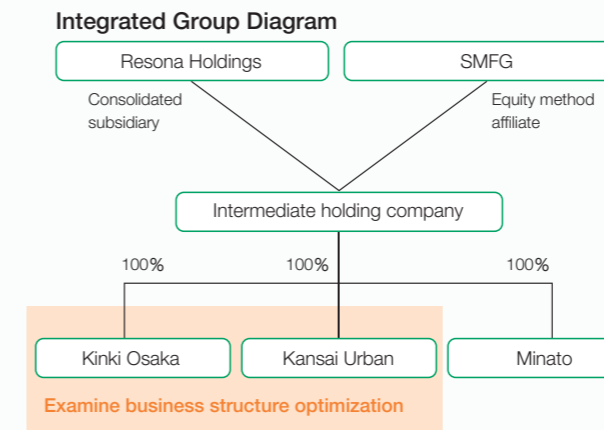 Integrated Group Diagram
Resona Holdings
SMFG
Consolidated
subsidiary
Equity method
affiliate
Intermediate holding company
100%
100%
100%
Kinki Osaka
Kansai Urban
Minato
Examine business structure optimization